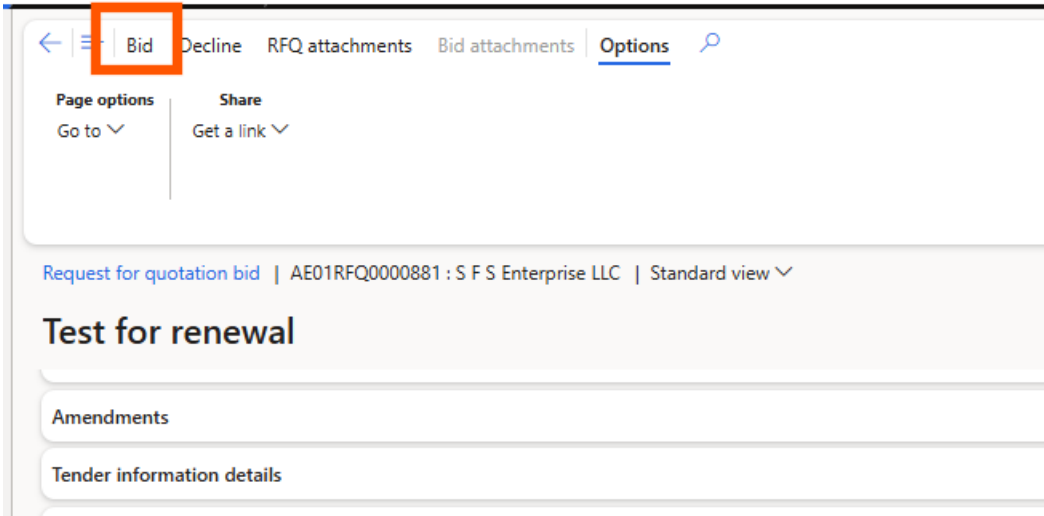 Bid Decline RFQ attachments Bid attachments Options
Page options Share
Go to Get a link
Request for quotation bid | AE01RFQ0000881 : S F S Enterprise LLC | Standard view
Test for renewal
Amendments
Tender information details